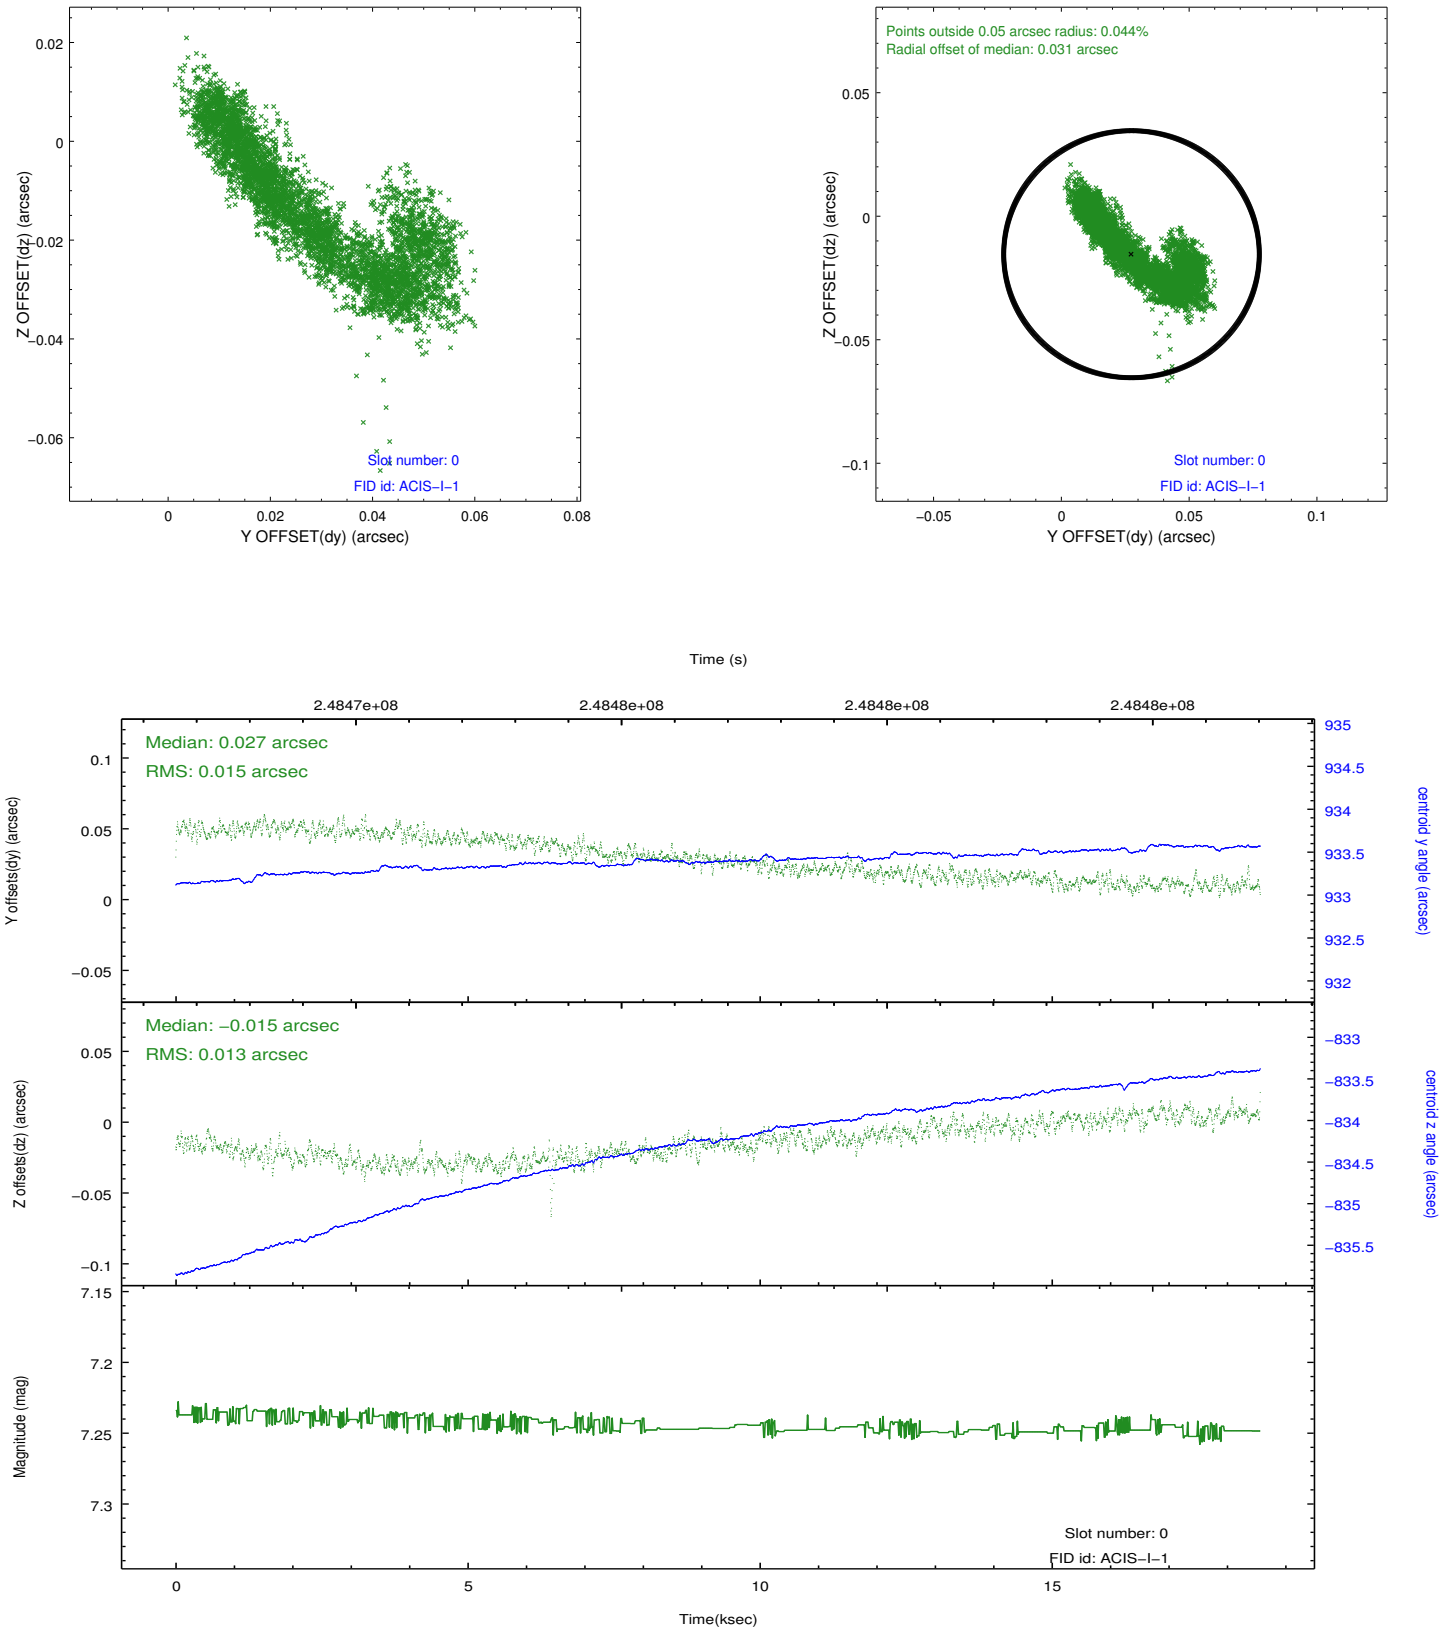 0.02
0
−0.02
−0.04
−0.06
Z OFFSET(dz) (arcsec)
Slot number: 0
FID id: ACIS−I−1
0 0.02 0.04 0.06 0.08
Y OFFSET(dy) (arcsec)
Points outside 0.05 arcsec radius: 0.044%
Radial offset of median: 0.031 arcsec
0.05
0
−0.05
−0.1
Z OFFSET(dz) (arcsec)
Slot number: 0
FID id: ACIS−I−1
−0.05 0 0.05 0.1
Y OFFSET(dy) (arcsec)
Time (s)
2.4847e+08 2.4848e+08 2.4848e+08 2.4848e+08
Median: 0.027 arcsec
RMS: 0.015 arcsec
0.1
0.05
0
−0.05
Y offsets(dy) (arcsec)
935
934.5
934
933.5
933
932.5
932
centroid y angle (arcsec)
Median: −0.015 arcsec
RMS: 0.013 arcsec
0.05
0
−0.05
−0.1
Z offsets(dz) (arcsec)
−833
−833.5
−834
−834.5
−835
−835.5
centroid z angle (arcsec)
7.15
7.2
7.25
7.3
Magnitude (mag)
Slot number: 0
FID id: ACIS−I−1
0 5 10 15
Time(ksec)